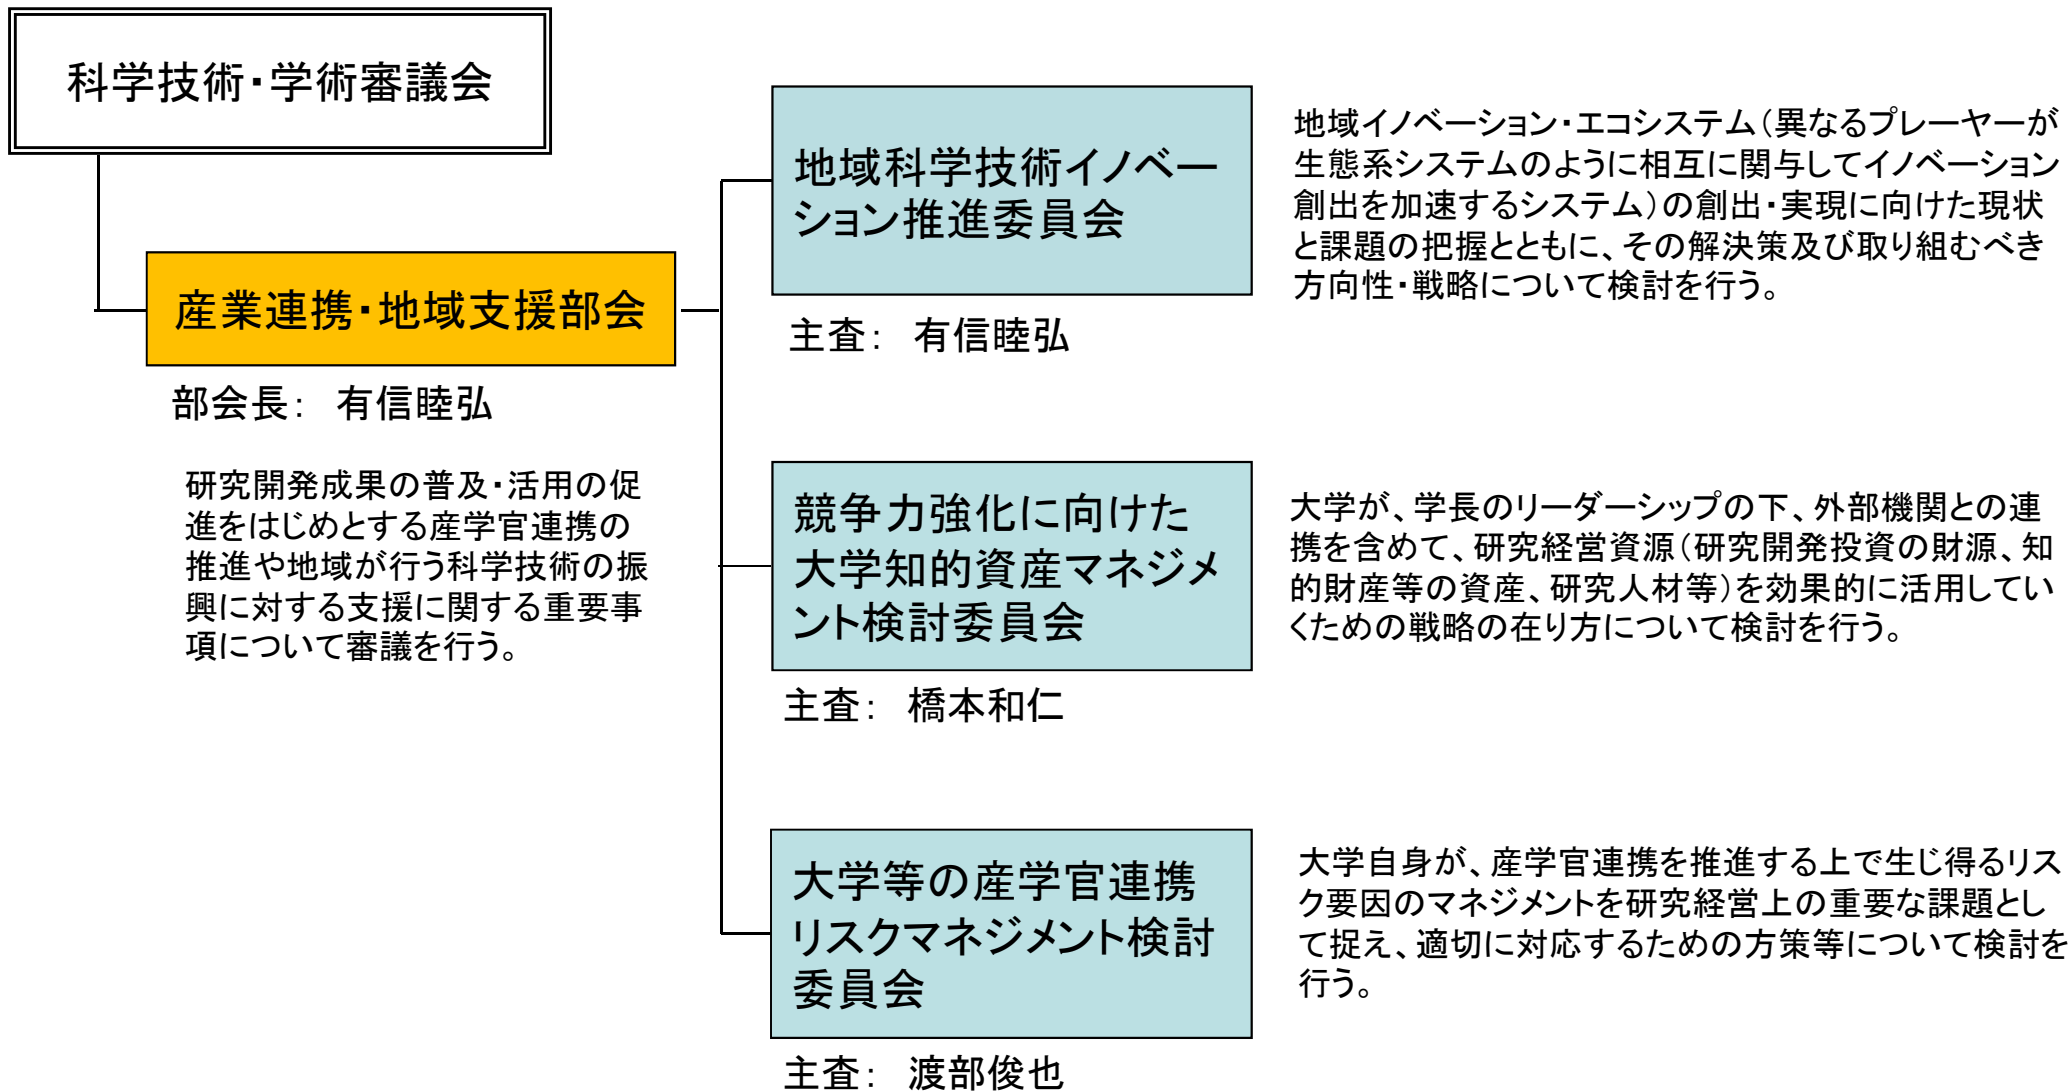 科学技術・学術審議会
産業連携・地域支援部会
部会長： 有信睦弘
研究開発成果の普及・活用の促
進をはじめとする産学官連携の
推進や地域が行う科学技術の振
興に対する支援に関する重要事
項について審議を行う。
地域科学技術イノベー
ション推進委員会
主査： 有信睦弘
地域イノベーション・エコシステム（異なるプレーヤーが
生態系システムのように相互に関与してイノベーション
創出を加速するシステム）の創出・実現に向けた現状
と課題の把握とともに、その解決策及び取り組むべき
方向性・戦略について検討を行う。
競争力強化に向けた
大学知的資産マネジメ
ント検討委員会
主査： 橋本和仁
大学が、学長のリーダーシップの下、外部機関との連
携を含めて、研究経営資源（研究開発投資の財源、知
的財産等の資産、研究人材等）を効果的に活用してい
くための戦略の在り方について検討を行う。
大学等の産学官連携
リスクマネジメント検討
委員会
主査： 渡部俊也
大学自身が、産学官連携を推進する上で生じ得るリス
ク要因のマネジメントを研究経営上の重要な課題とし
て捉え、適切に対応するための方策等について検討を
行う。